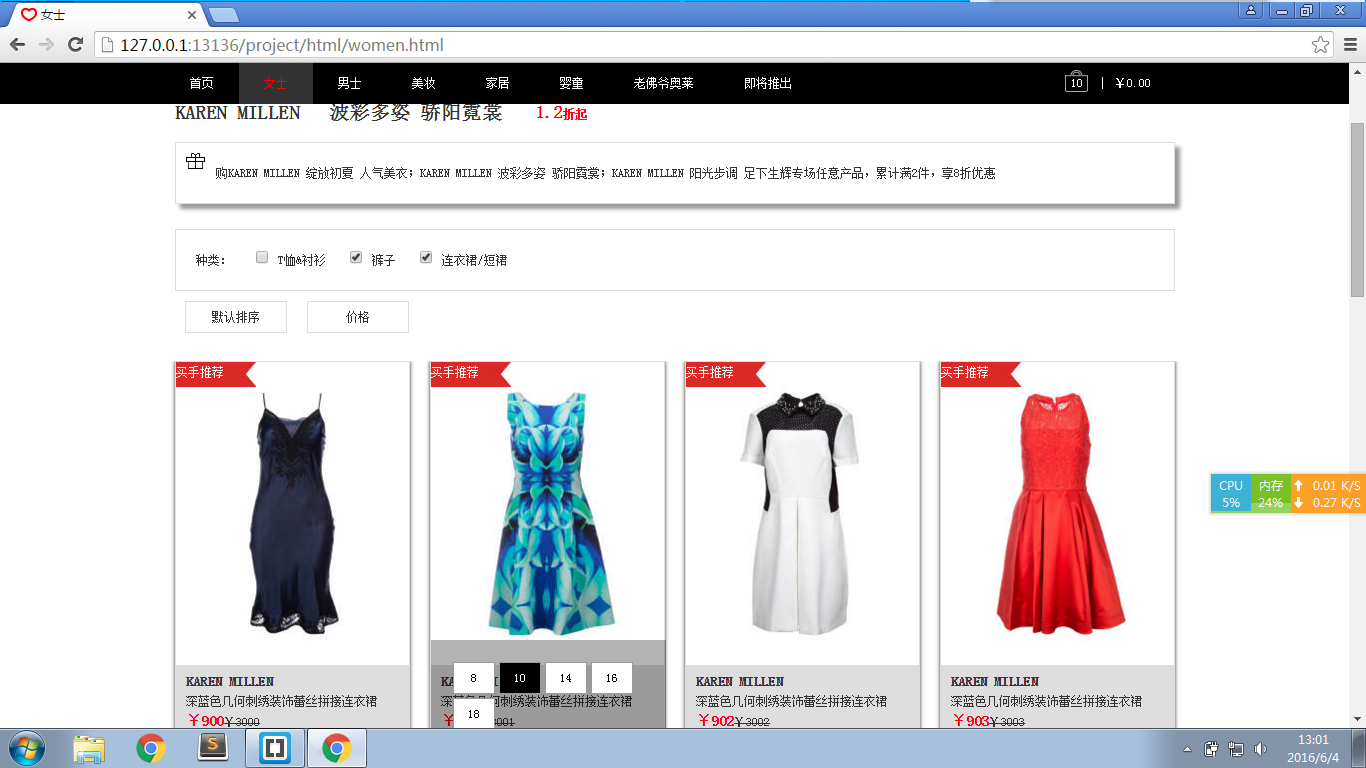 女士
127.0.0.1:13136/project/html/women.html
首页 女士 男士 美妆 家居 婴童 老佛爷奥莱 即将推出 10 | ￥0.00
KAREN MILLEN 波彩多姿 骄阳霓裳 1.2折起
购KAREN MILLEN 绽放初夏 人气美衣；KAREN MILLEN 波彩多姿 骄阳霓裳；KAREN MILLEN 阳光步调 足下生辉专场任意产品，累计满2件，享8折优惠
种类： T恤&衬衫 裤子 连衣裙/短裙
默认排序 价格
买手推荐 买手推荐 买手推荐 买手推荐
CPU 内存 0.01 K/S
5% 24% 0.27 K/S
8 10 14 16
KAREN MILLEN KAREN MILLEN KAREN MILLEN
深蓝色几何刺绣装饰蕾丝拼接连衣裙 深蓝色几何刺绣装饰蕾丝拼接连衣裙 深蓝色几何刺绣装饰蕾丝拼接连衣裙 深蓝色几何刺绣装饰蕾丝拼接连衣裙
18
￥900￥3000 ￥902￥3002 ￥903￥3003
13:01
2016/6/4